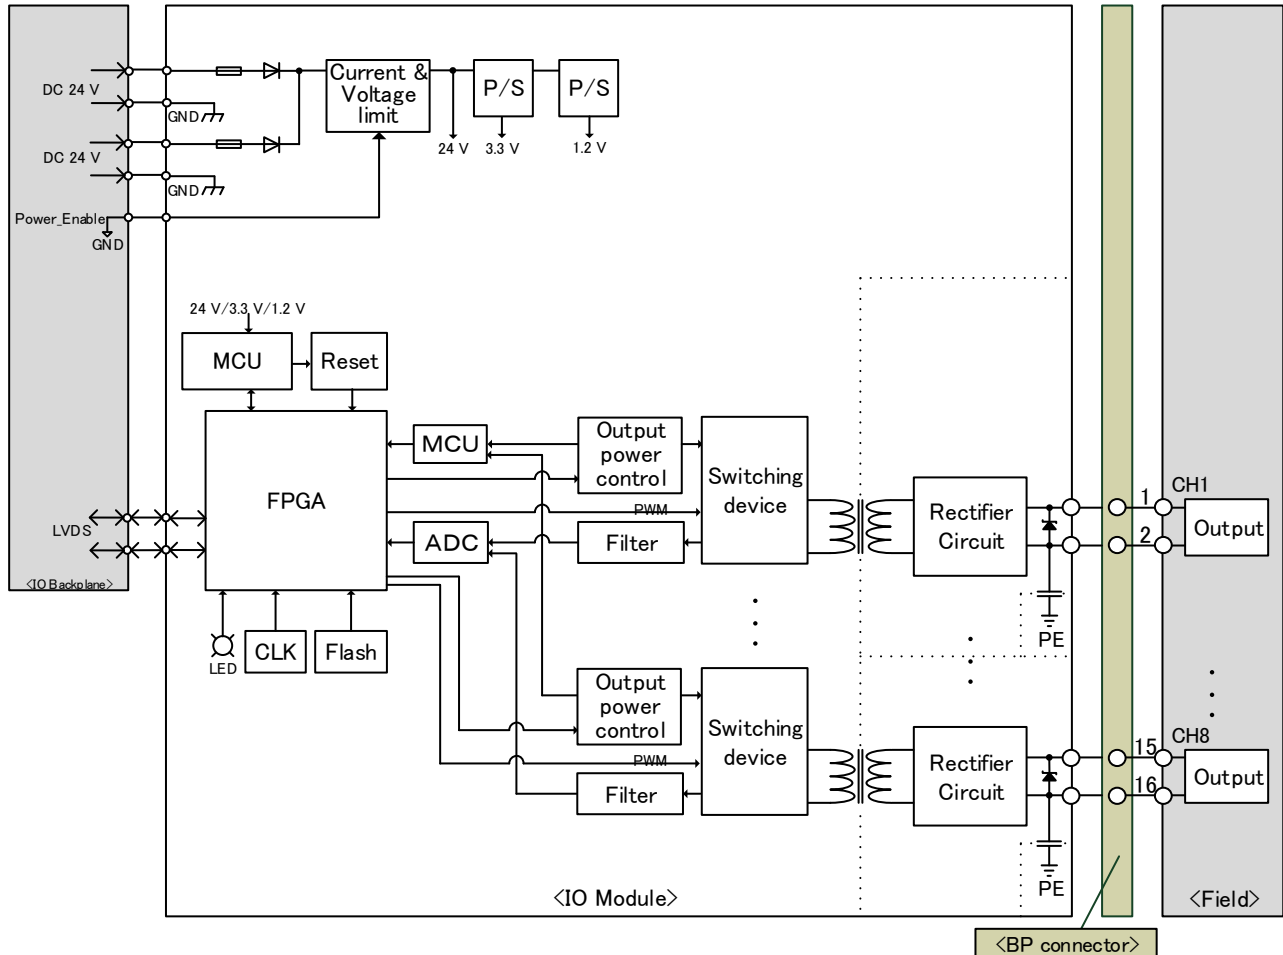 DC 24 V
GND
DC 24 V
GND
Power_Enable
GND
Current &
Voltage
limit
P/S
P/S
24 V
3.3 V
1.2 V
24 V/3.3 V/1.2 V
MCU
Reset
FPGA
MCU
Output
power
control
Switching
device
PWM
ADC
Filter
Rectifier
Circuit
PE
1
2
CH1
Output
LVDS
<IO Backplane>
LED
CLK
Flash
Output
power
control
Switching
device
PWM
Filter
Rectifier
Circuit
PE
15
16
CH8
Output
<IO Module>
<Field>
<BP connector>